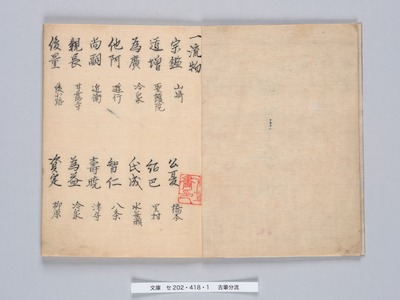 一流物
宗鑑 山崎
道増 聖護院
為廣 冷泉
他阿 遊行
尚嗣 近衛
親長 甘露寺
俊量 綾小路
公夏 橋本
紹巴 里村
氏成 水無瀬
智仁 八条
壽暁 津守
為益 冷泉
資定 柳原
文庫 セ202・418・1 古筆分流